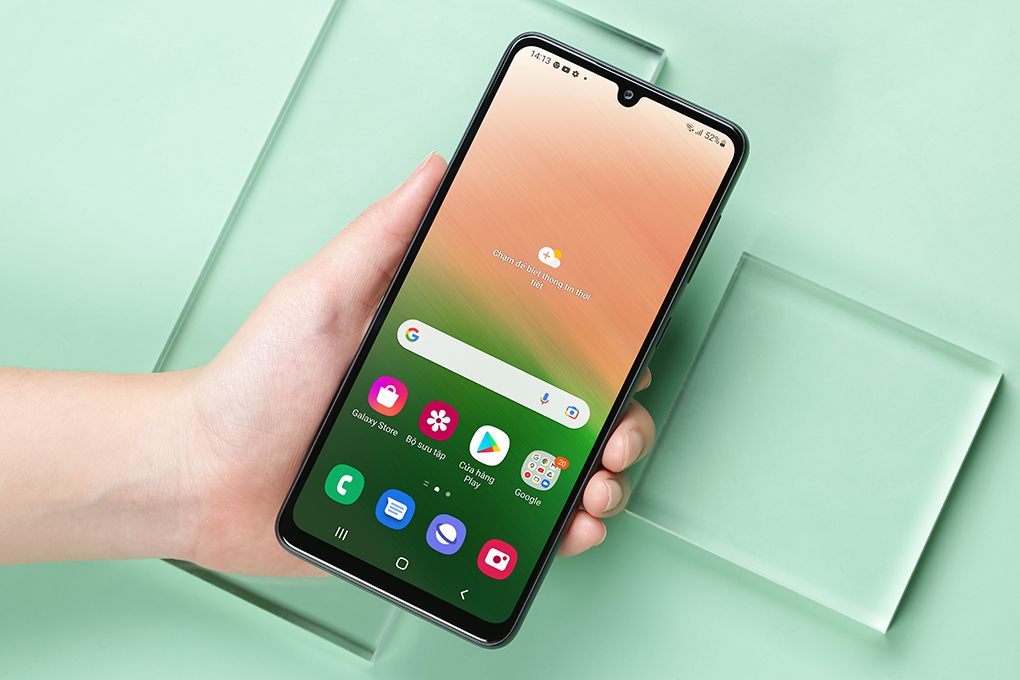 14:13
52%
Chạm để biết thông tin thời
tiết
Galaxy Store
Bộ sưu tập
Cửa hàng
Play
Google
20